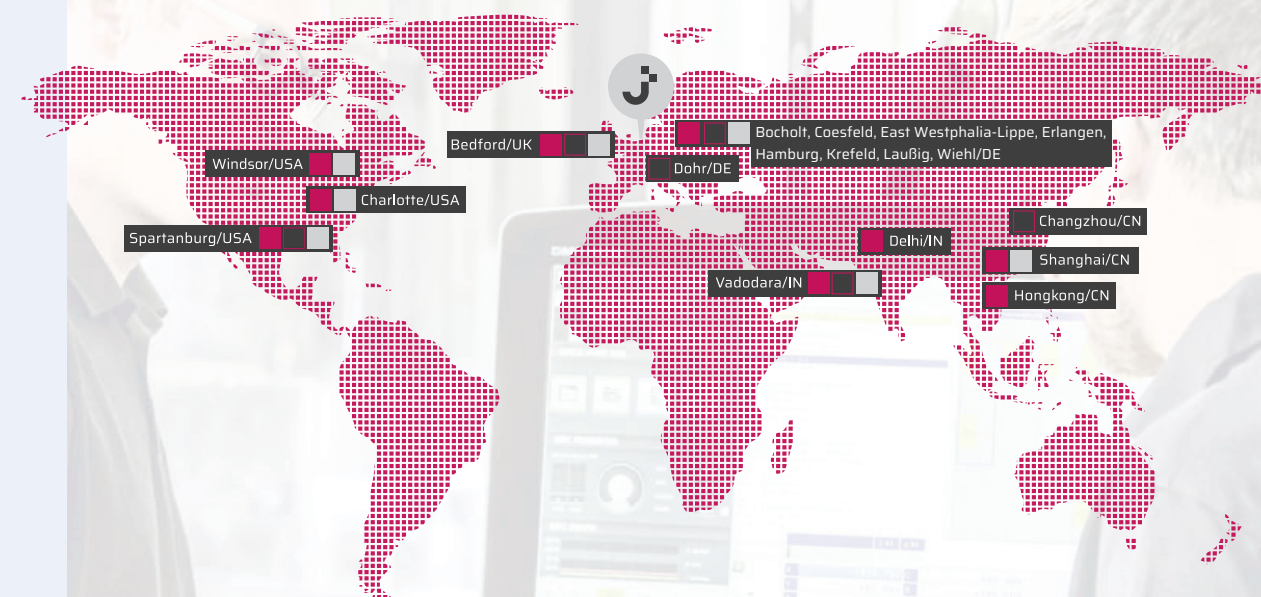 Bocholt, Coesfeld, East Westphalia-Lippe, Erlangen,
Hamburg, Krefeld, Laußig, Wiehl/DE
Bedford/UK
Windsor/USA
Dohr/DE
Charlotte/USA
Changzhou/CN
Spartanburg/USA
Delhi/IN
Shanghai/CN
Vadodara/IN
Hongkong/CN